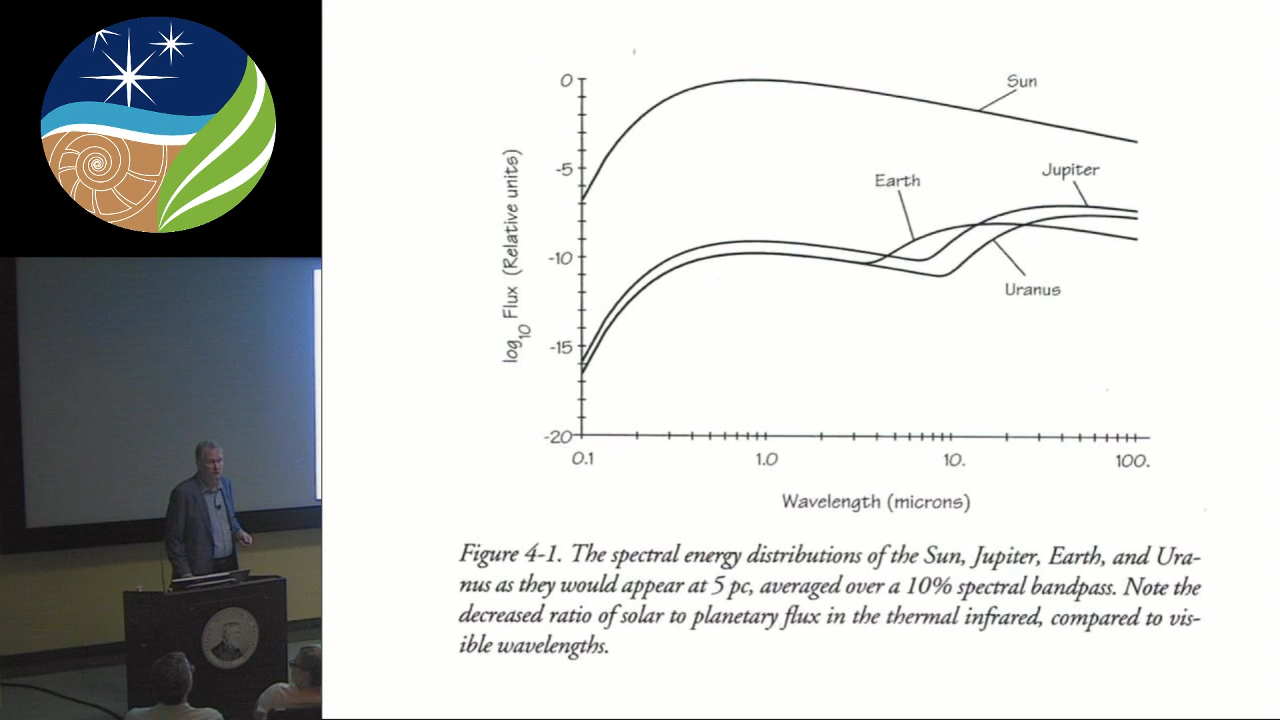 0
-5
-10
-15
-20
log10 Flux (Relative units)
Sun
Earth
Jupiter
Uranus
0.1
1.0
10.
100.
Wavelength (microns)
Figure 4-1. The spectral energy distributions of the Sun, Jupiter, Earth, and Ura-
nus as they would appear at 5 pc, averaged over a 10% spectral bandpass. Note the
decreased ratio of solar to planetary flux in the thermal infrared, compared to vis-
ible wavelengths.